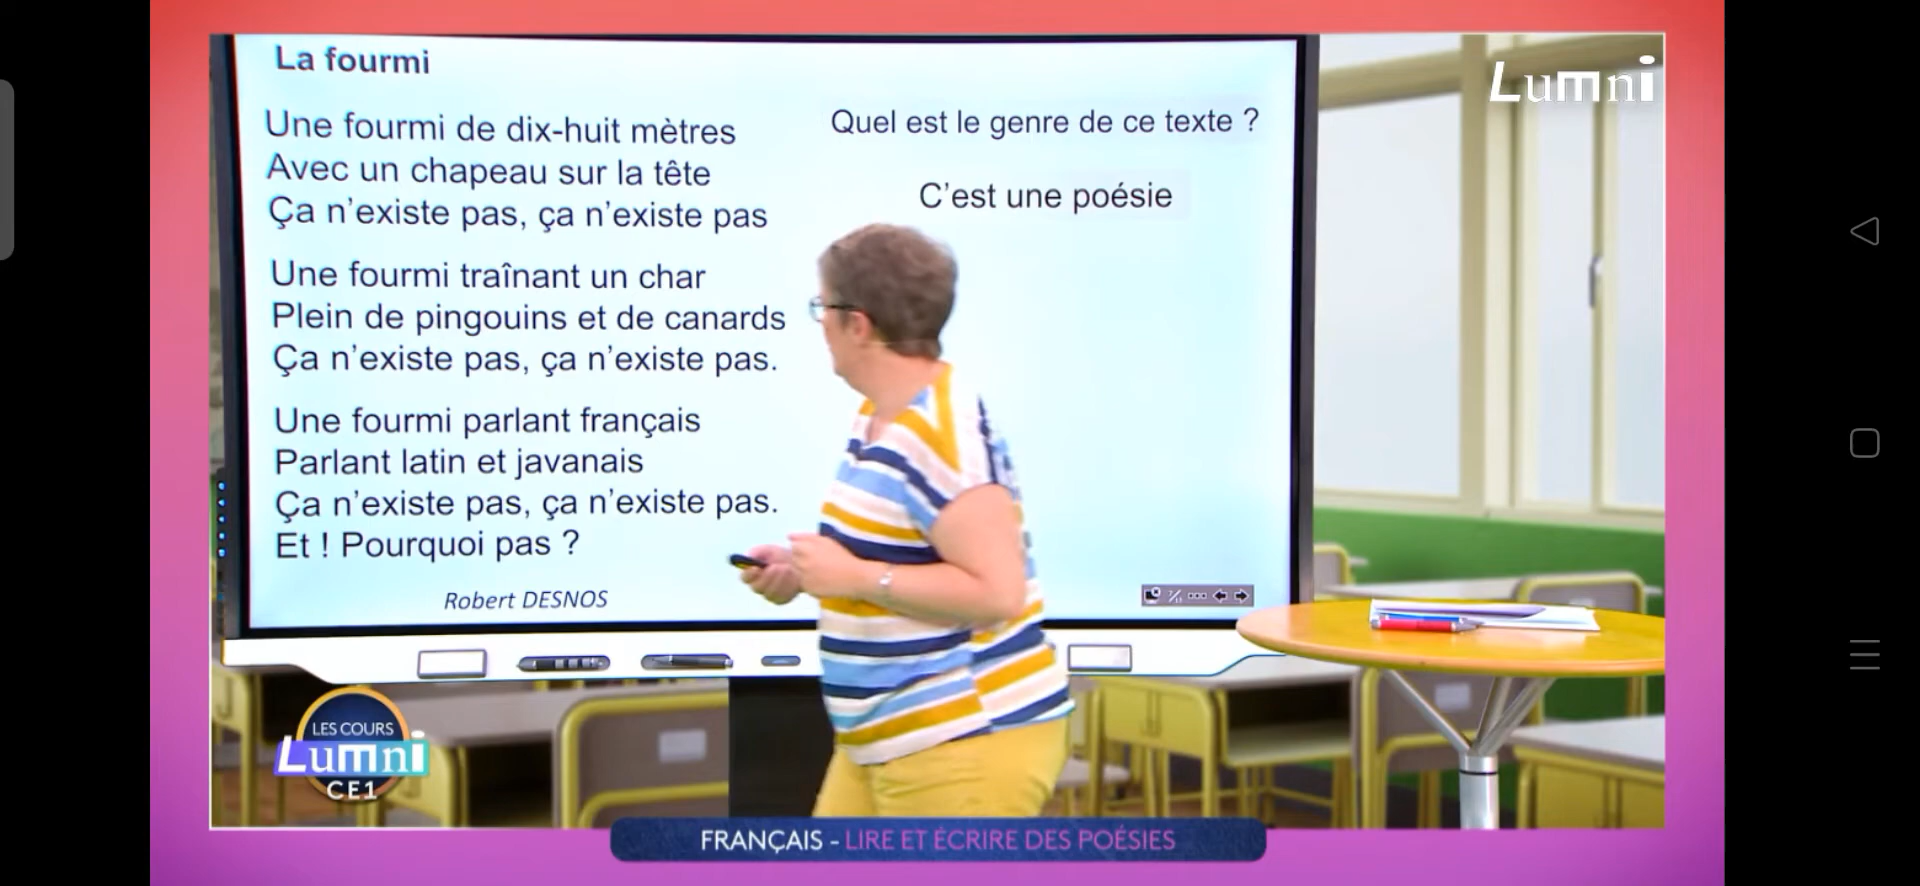 La fourmi
Une fourmi de dix-huit mètres
Avec un chapeau sur la tête
Ça n'existe pas, ça n'existe pas
Une fourmi traînant un char
Plein de pingouins et de canards
Ça n'existe pas, ça n'existe pas.
Une fourmi parlant français
Parlant latin et javanais
Ça n'existe pas, ça n'existe pas.
Et ! Pourquoi pas ?
Robert DESNOS
Quel est le genre de ce texte ?
C'est une poésie
Lumni
LES COURS
Lumni
CE1
FRANÇAIS - LIRE ET ÉCRIRE DES POÉSIES